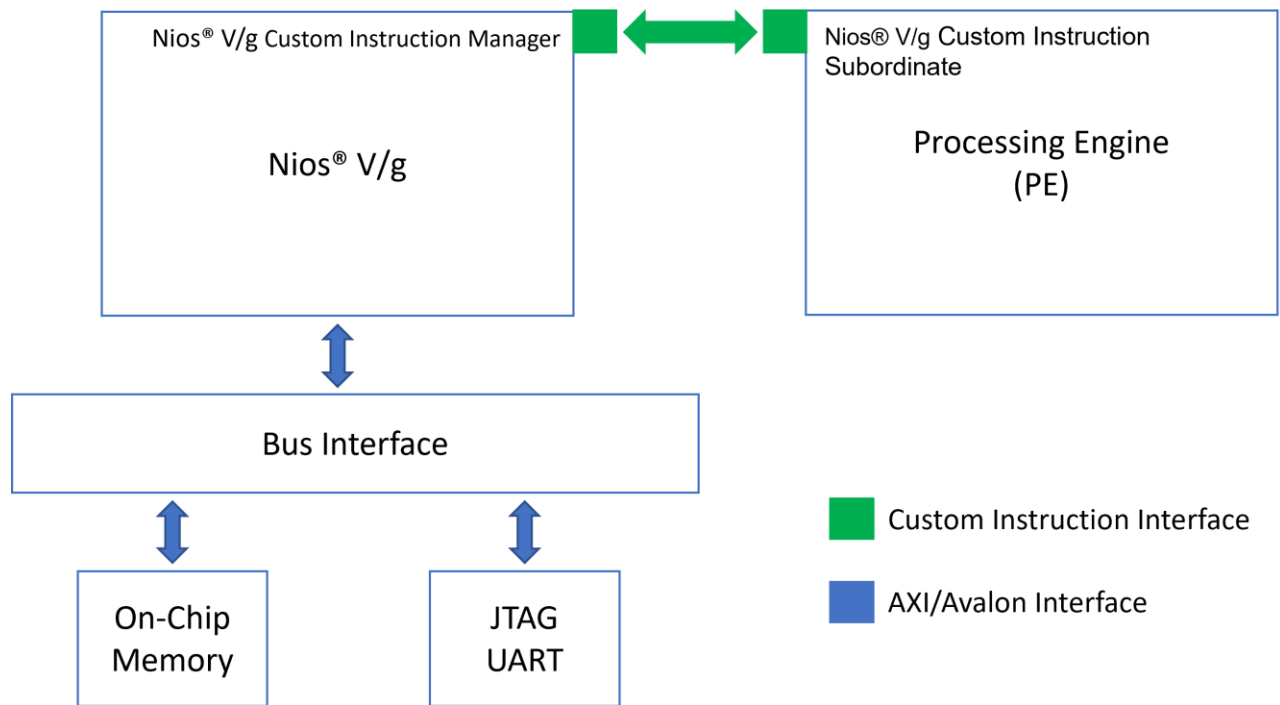 Nios® V/g Custom Instruction Manager
Nios® V/g Custom Instruction
Subordinate
Nios® V/g
Processing Engine
(PE)
Bus Interface
On-Chip
Memory
JTAG
UART
Custom Instruction Interface
AXI/Avalon Interface